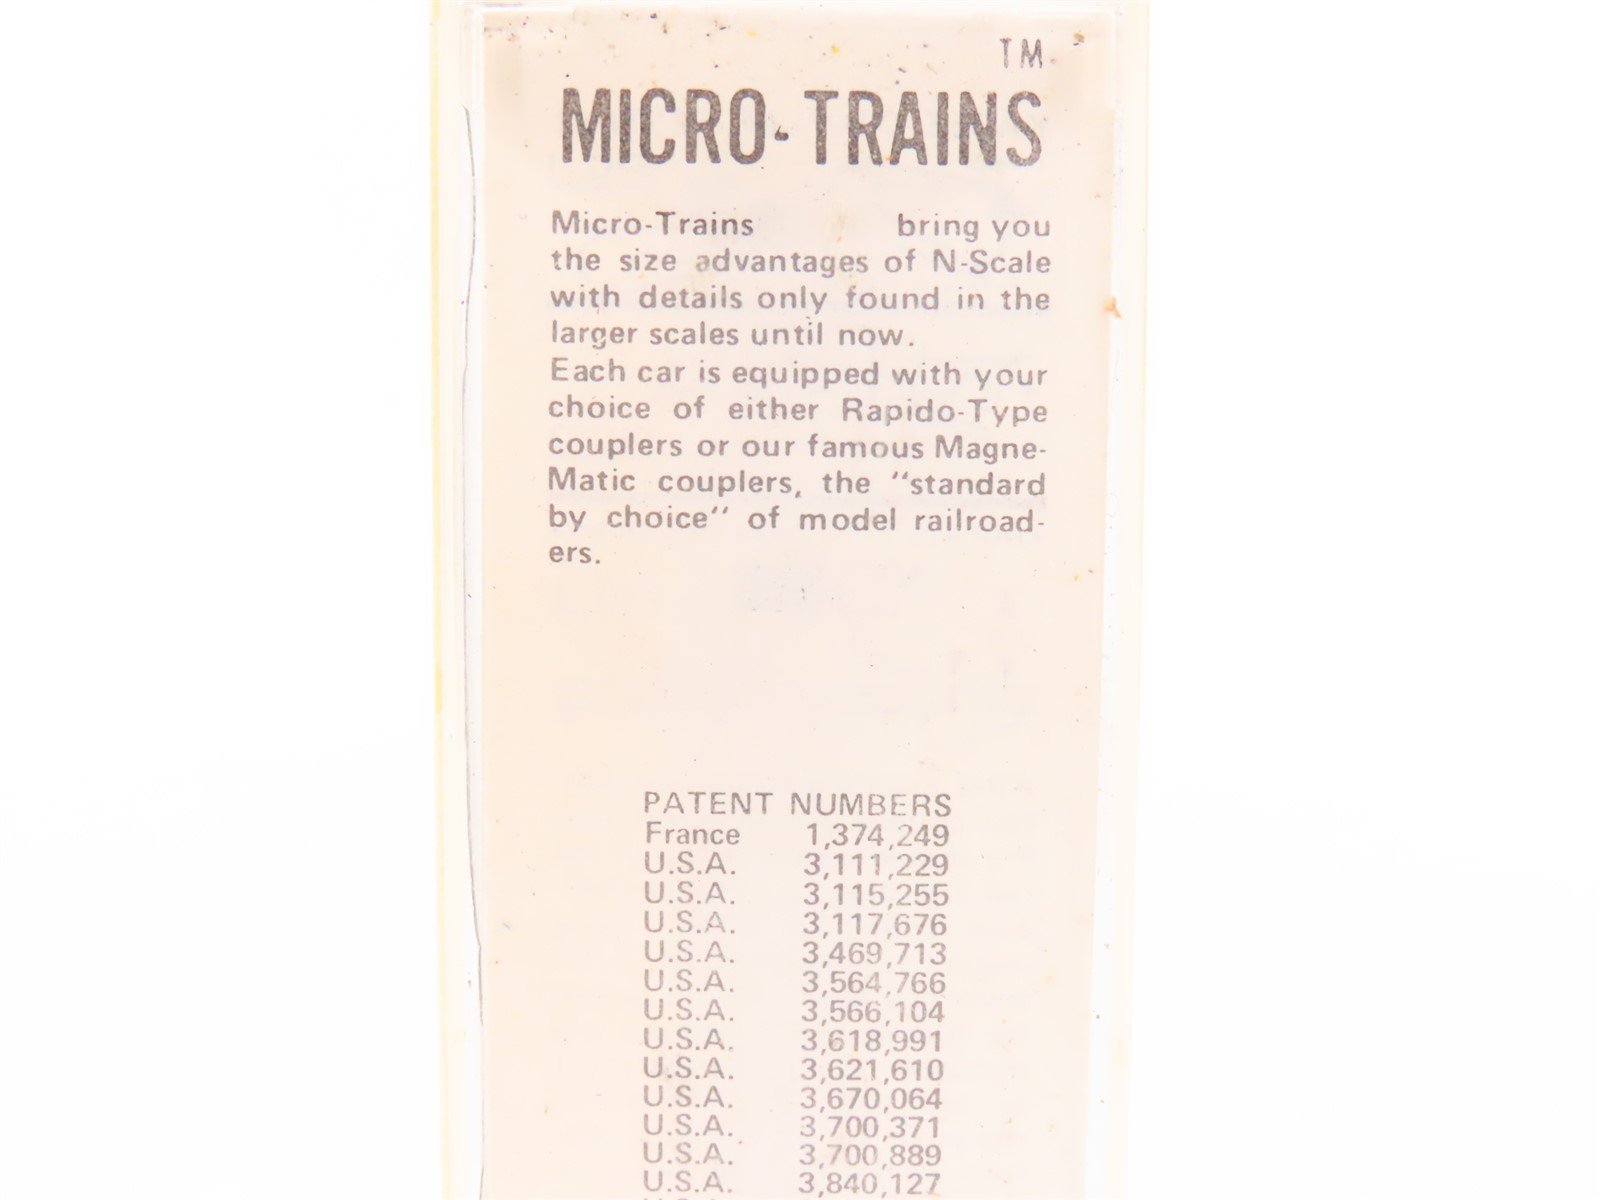 TM
MICRO-TRAINS
Micro-Trains bring you
the size advantages of N-Scale
with details only found in the
larger scales until now.
Each car is equipped with your
choice of either Rapido-Type
couplers or our famous Magne-
Matic couplers, the "standard
by choice" of model railroad-
ers.
PATENT NUMBERS
France 1,374,249
U.S.A. 3,111,229
U.S.A. 3,115,255
U.S.A. 3,117,676
U.S.A. 3,469,713
U.S.A. 3,564,766
U.S.A. 3,566,104
U.S.A. 3,618,991
U.S.A. 3,621,610
U.S.A. 3,670,064
U.S.A. 3,700,371
U.S.A. 3,700,889
U.S.A. 3,840,127